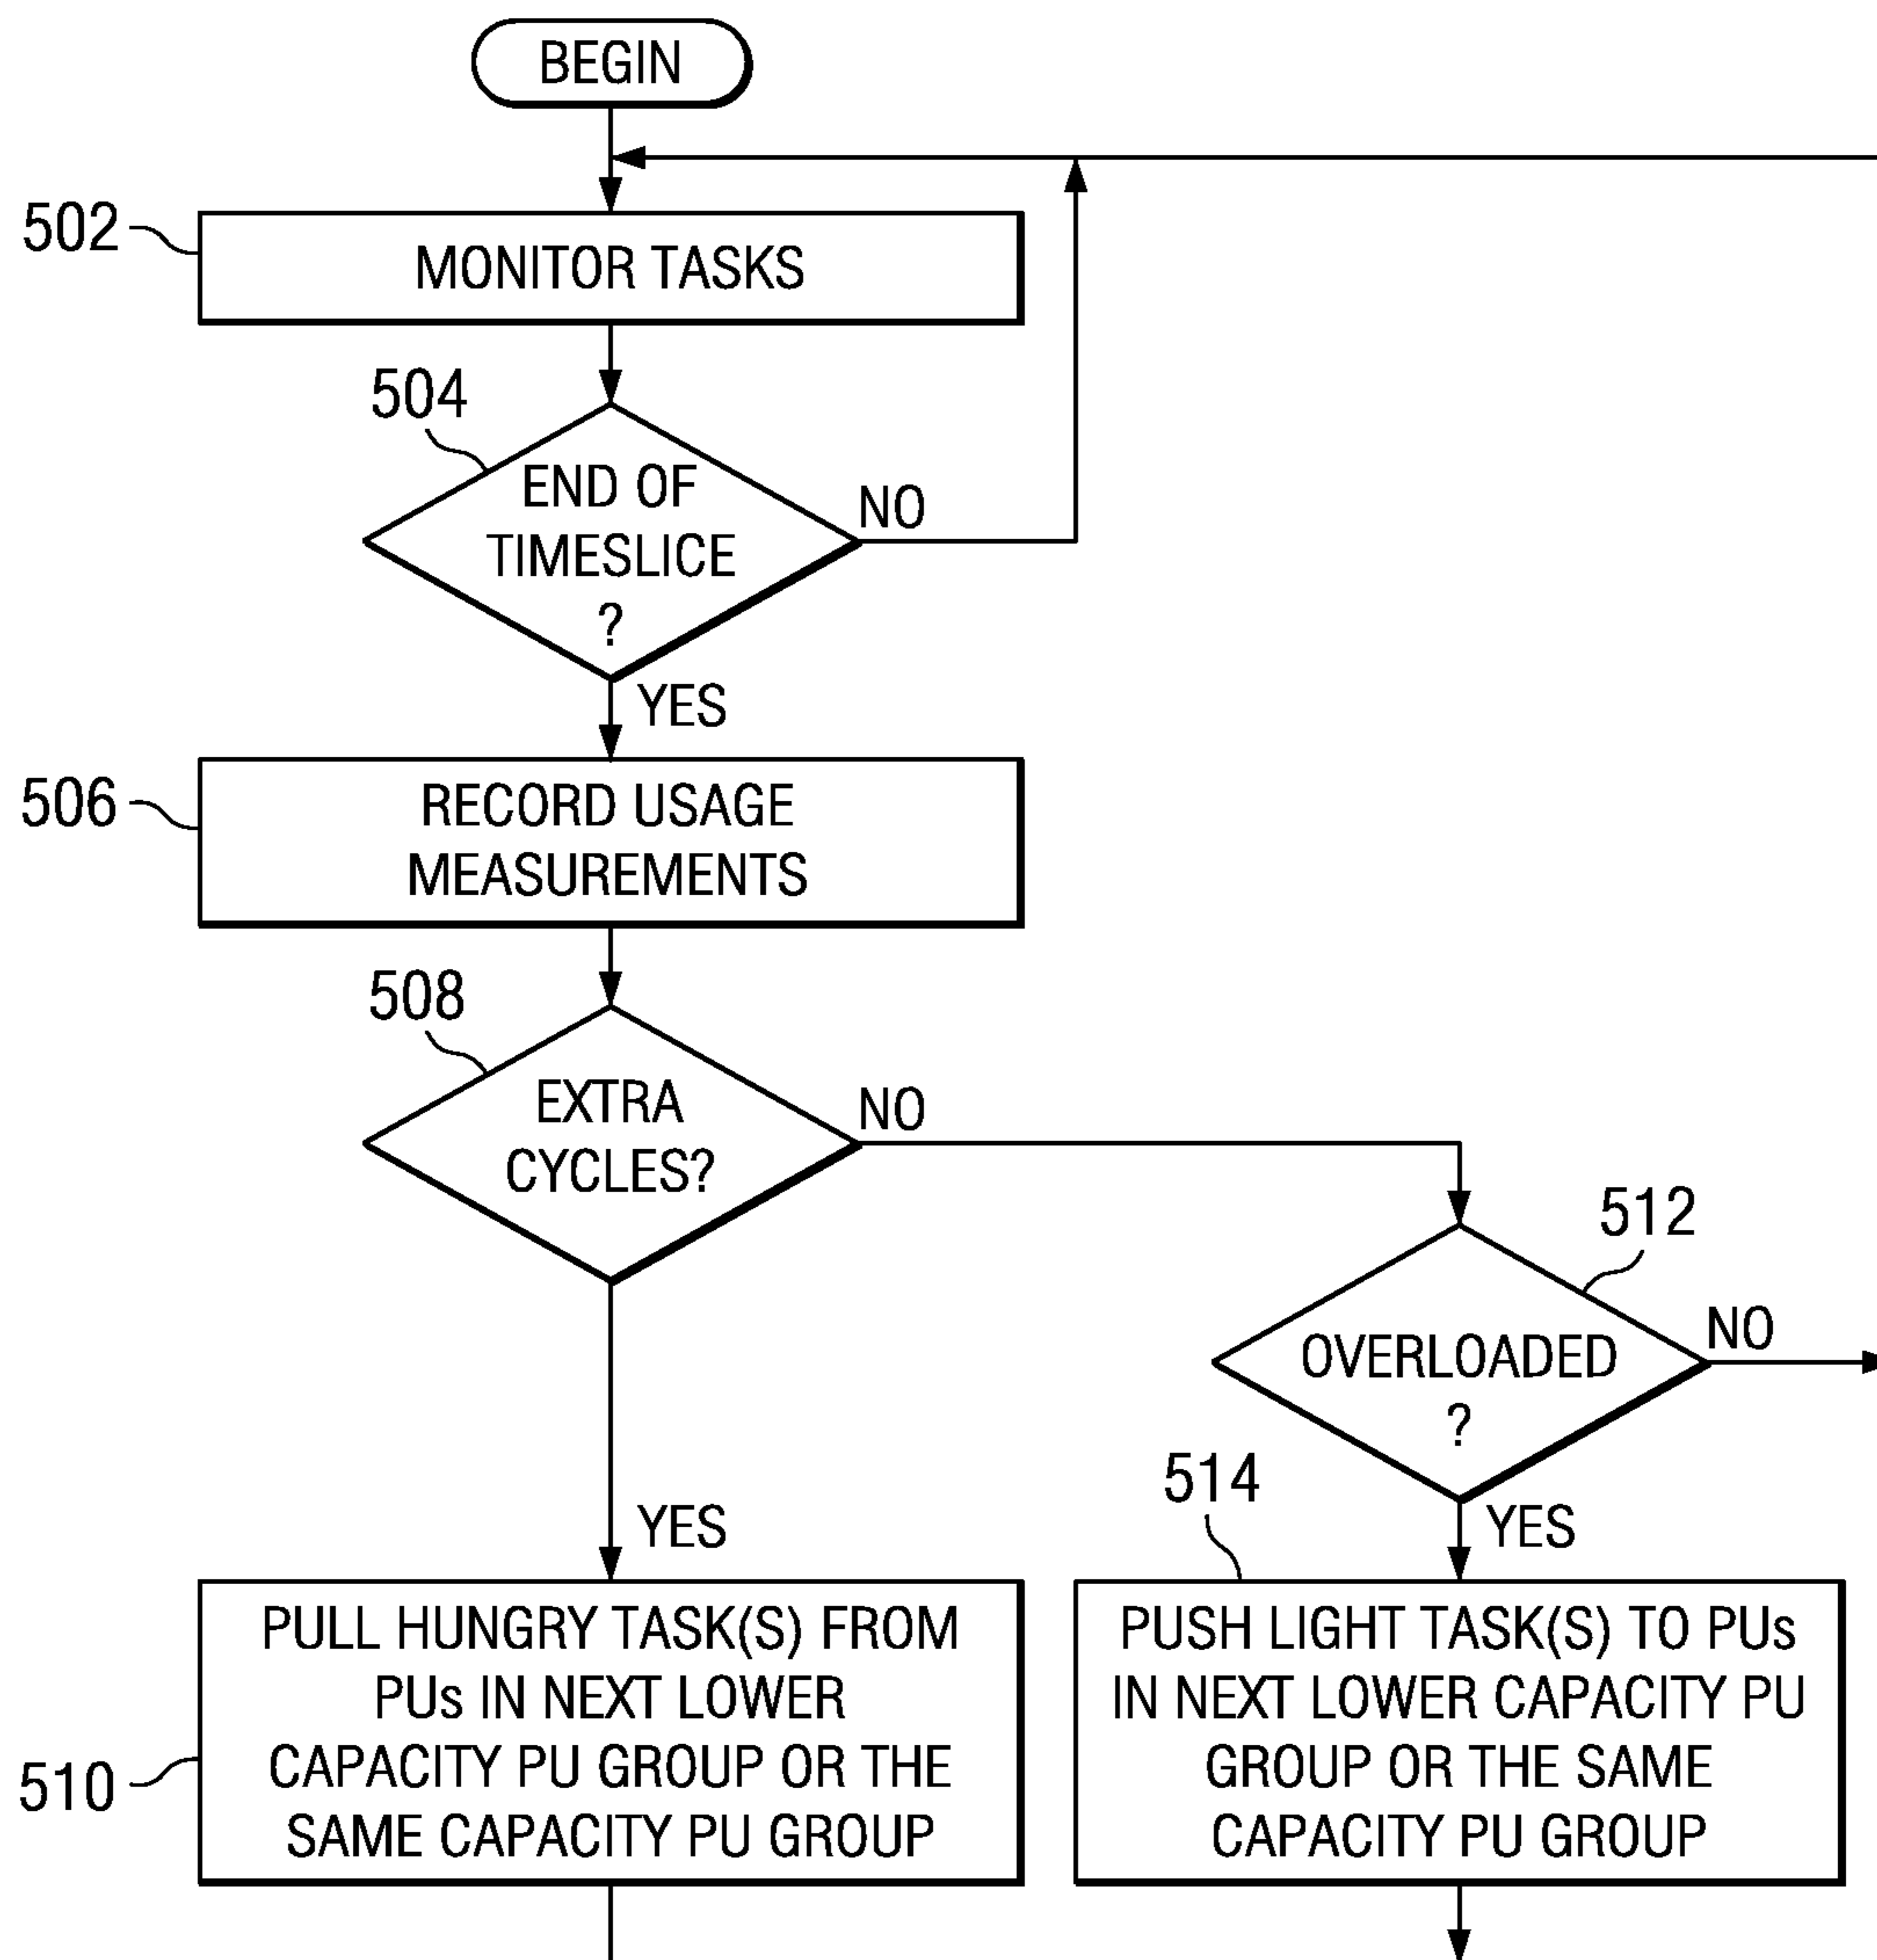 BEGIN
502
MONITOR TASKS
504
END OF
TIMESLICE
?
NO
YES
506
RECORD USAGE
MEASUREMENTS
508
EXTRA
CYCLES?
NO
512
OVERLOADED
?
NO
YES
514
YES
510
PULL HUNGRY TASK(S) FROM
PUs IN NEXT LOWER
CAPACITY PU GROUP OR THE
SAME CAPACITY PU GROUP
PUSH LIGHT TASK(S) TO PUs
IN NEXT LOWER CAPACITY PU
GROUP OR THE SAME
CAPACITY PU GROUP